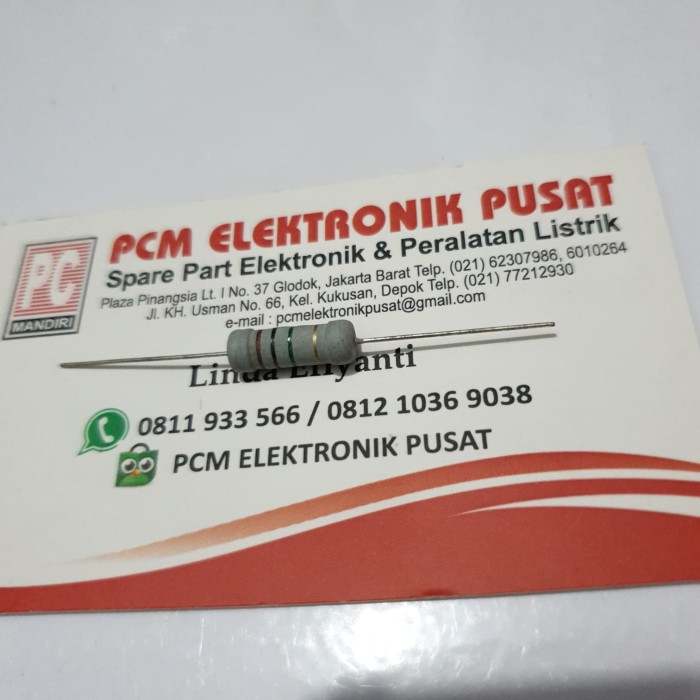 PC
MANDIRI
PCM ELEKTRONIK PUSAT
Spare Part Elektronik & Peralatan Listrik
Plaza Pinangsia Lt. I No. 37 Glodok, Jakarta Barat Telp. (021) 62307986, 6010264
Jl. KH. Usman No. 66, Kel. Kukusan, Depok Telp. (021) 77212930
e-mail : pcmelektronikpusat@gmail.com
Linda
0811 933 566 / 0812 1036 9038
PCM ELEKTRONIK PUSAT